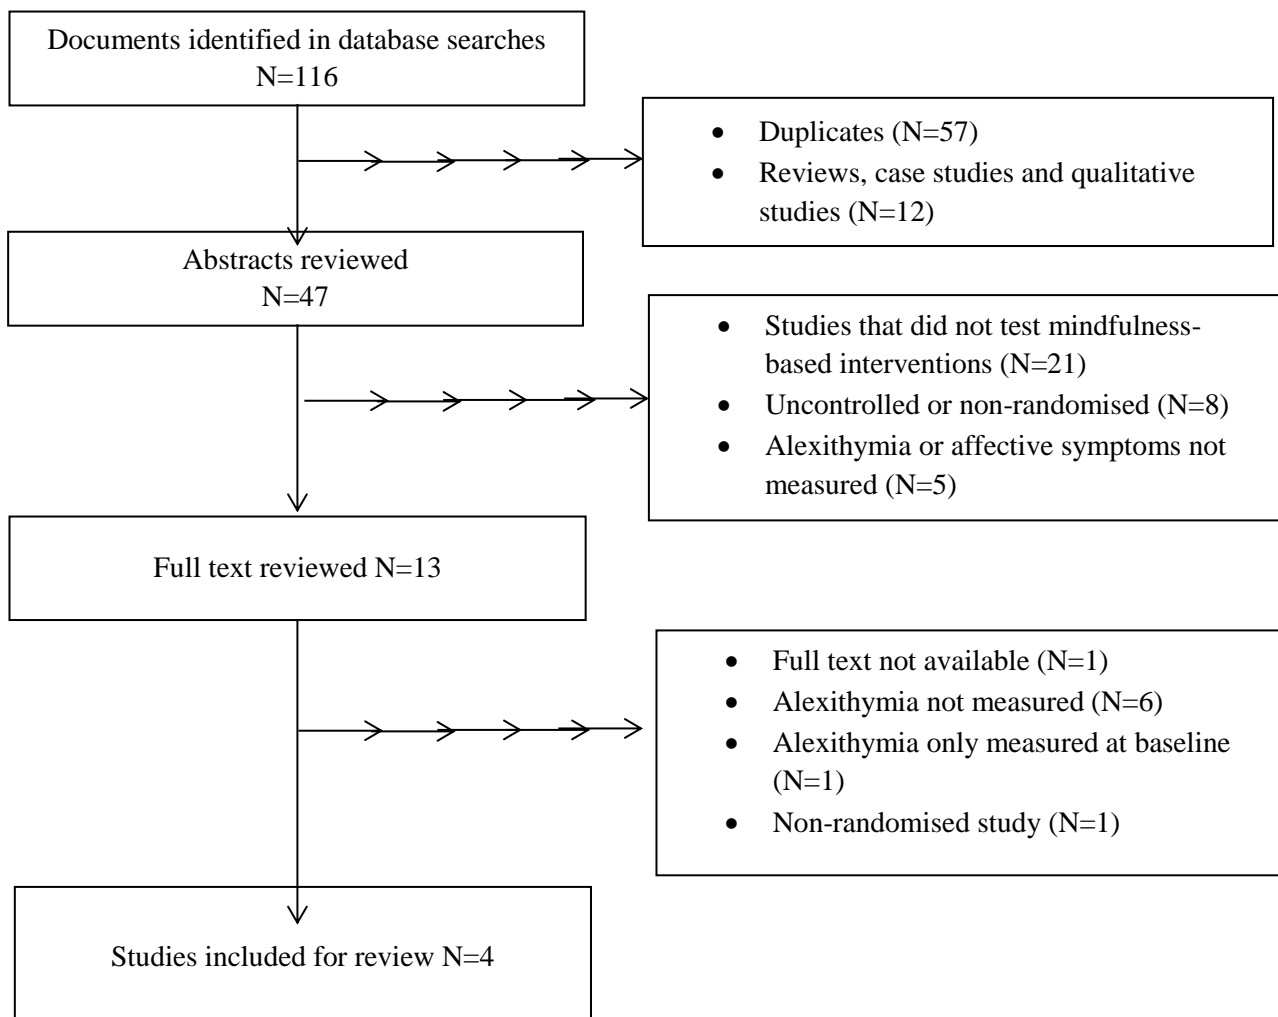 Documents identified in database searches
N=116
• Duplicates (N=57)
• Reviews, case studies and qualitative
studies (N=12)
Abstracts reviewed
N=47
• Studies that did not test mindfulness-
based interventions (N=21)
• Uncontrolled or non-randomised (N=8)
• Alexithymia or affective symptoms not
measured (N=5)
Full text reviewed N=13
• Full text not available (N=1)
• Alexithymia not measured (N=6)
• Alexithymia only measured at baseline
(N=1)
• Non-randomised study (N=1)
Studies included for review N=4